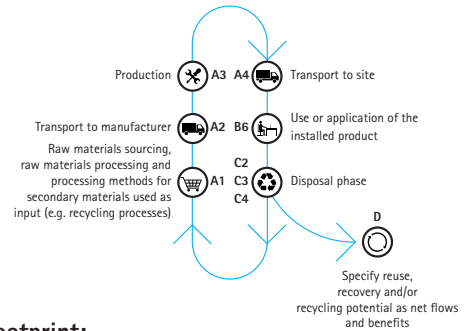 Production
A3
A4
Transport to site
Transport to manufacturer
A2
B6
Use or application of the
installed product
Raw materials sourcing,
raw materials processing and
processing methods for
secondary materials used as
input (e.g. recycling processes)
A1
C2
C3
C4
Disposal phase
D
Specify reuse,
recovery and/or
recycling potential as net flows
and benefits